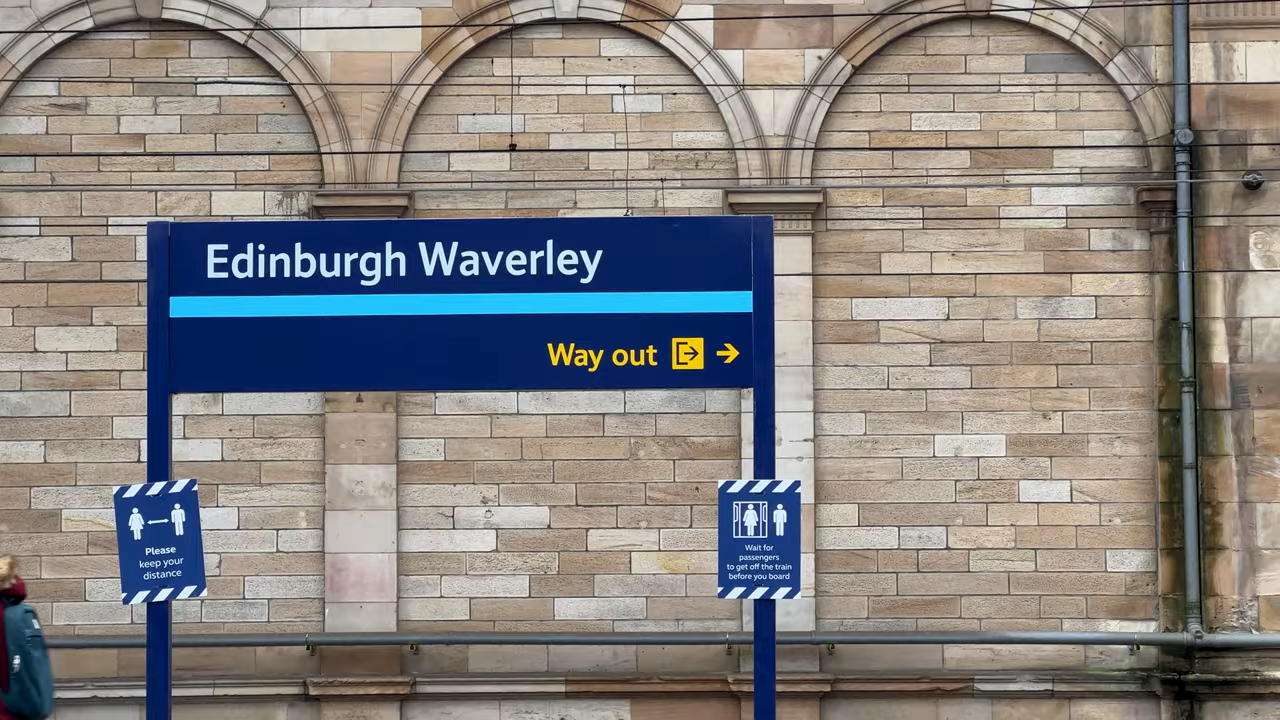 Edinburgh Waverley
Way out
Please
keep your
distance
Wait for
passengers
to get off the train
before you board